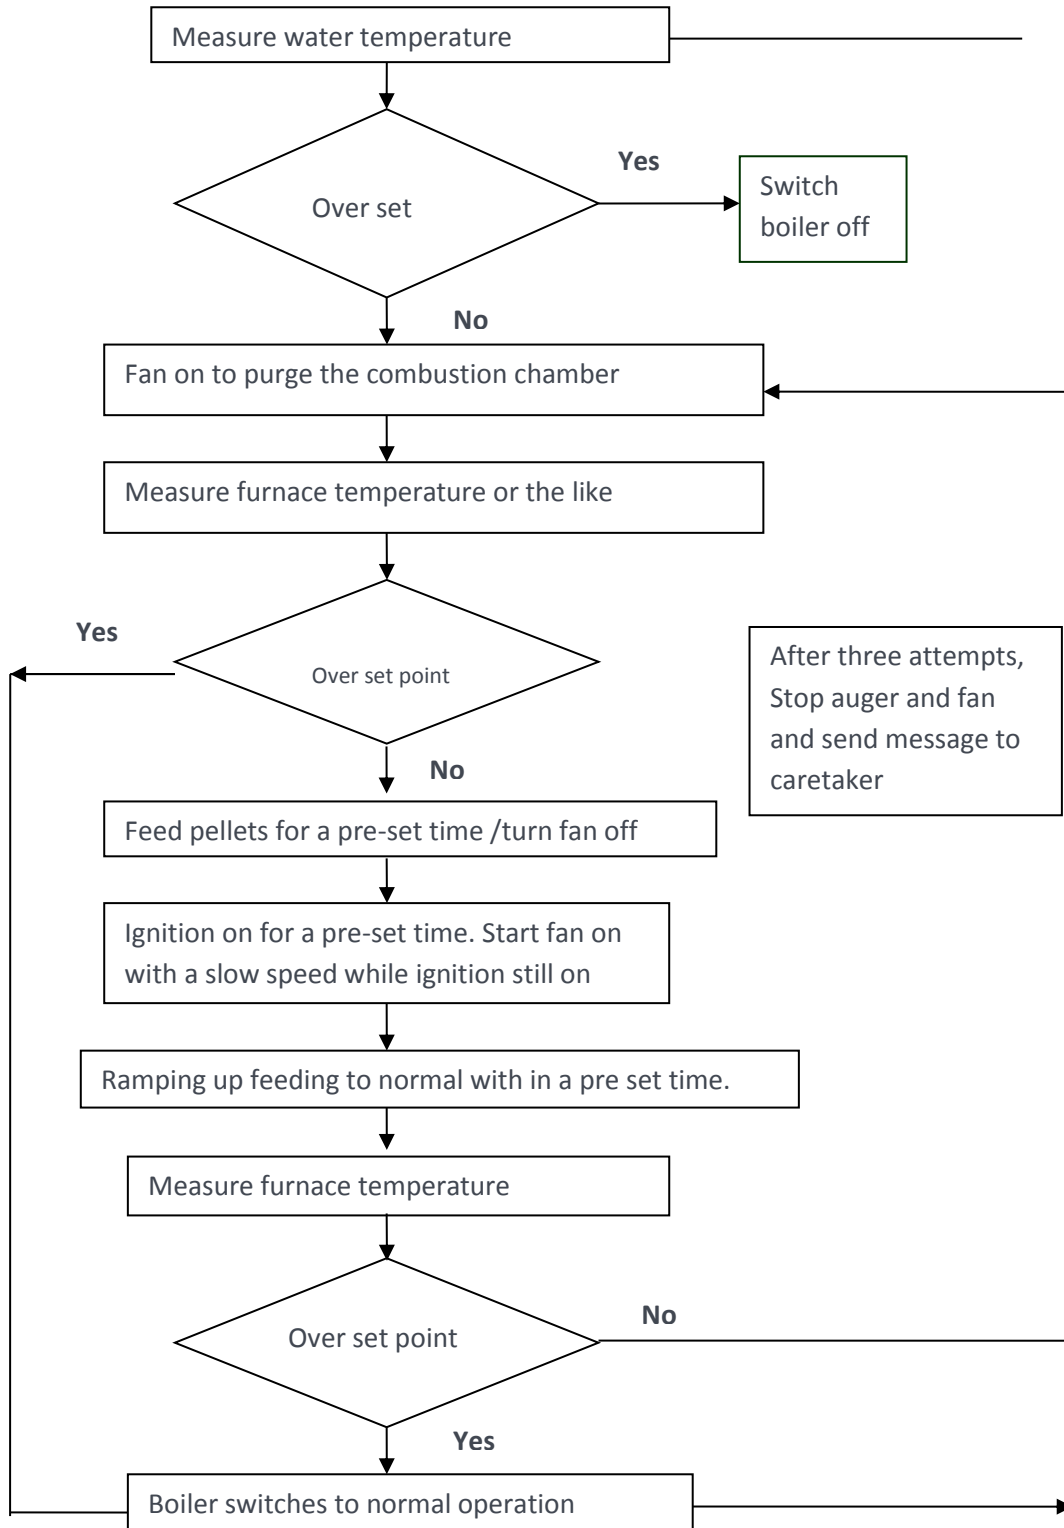 Measure water temperature
Yes
Switch
boiler off
Over set
No
Fan on to purge the combustion chamber
Measure furnace temperature or the like
Yes
Over set point
After three attempts,
Stop auger and fan
and send message to
caretaker
No
Feed pellets for a pre-set time /turn fan off
Ignition on for a pre-set time. Start fan on
with a slow speed while ignition still on
Ramping up feeding to normal with in a pre set time.
Measure furnace temperature
Over set point
No
Yes
Boiler switches to normal operation